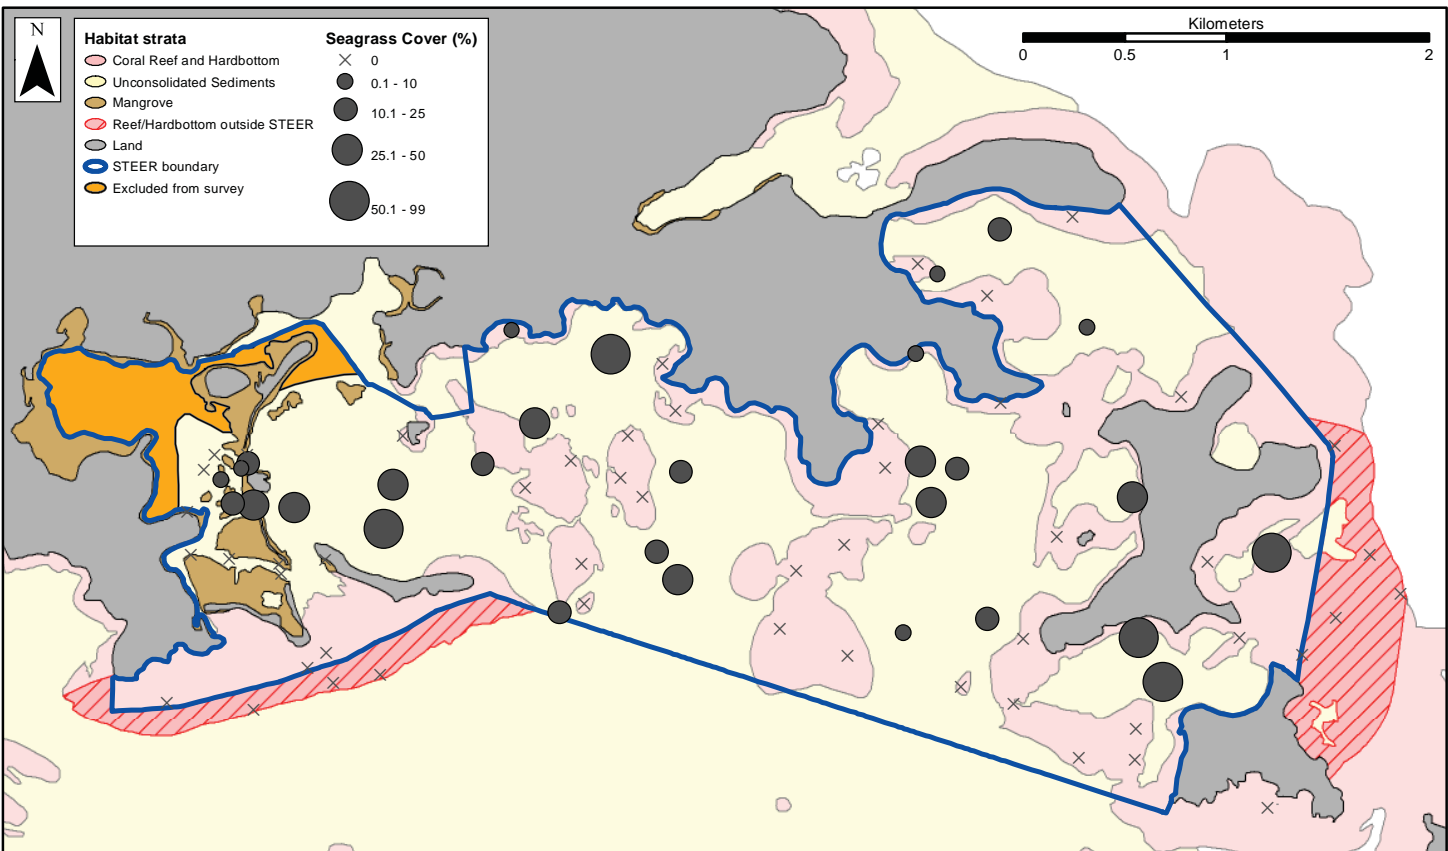 N
Habitat strata
Coral Reef and Hardbottom
Unconsolidated Sediments
Mangrove
Reef/Hardbottom outside STEER
Land
STEER boundary
Excluded from survey
Seagrass Cover (%)
0
0.1 - 10
10.1 - 25
25.1 - 50
50.1 - 99
Kilometers
0 0.5 1 2